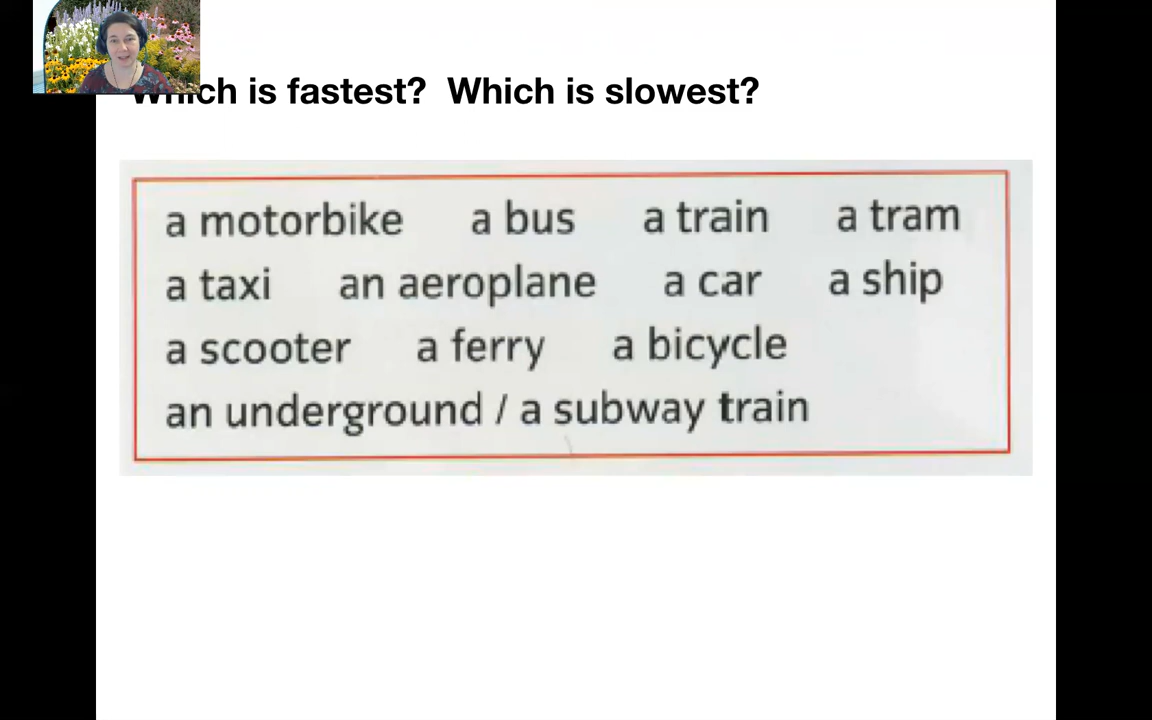 Which is fastest? Which is slowest?
a motorbike a bus a train a tram
a taxi an aeroplane a car a ship
a scooter a ferry a bicycle
an underground / a subway train